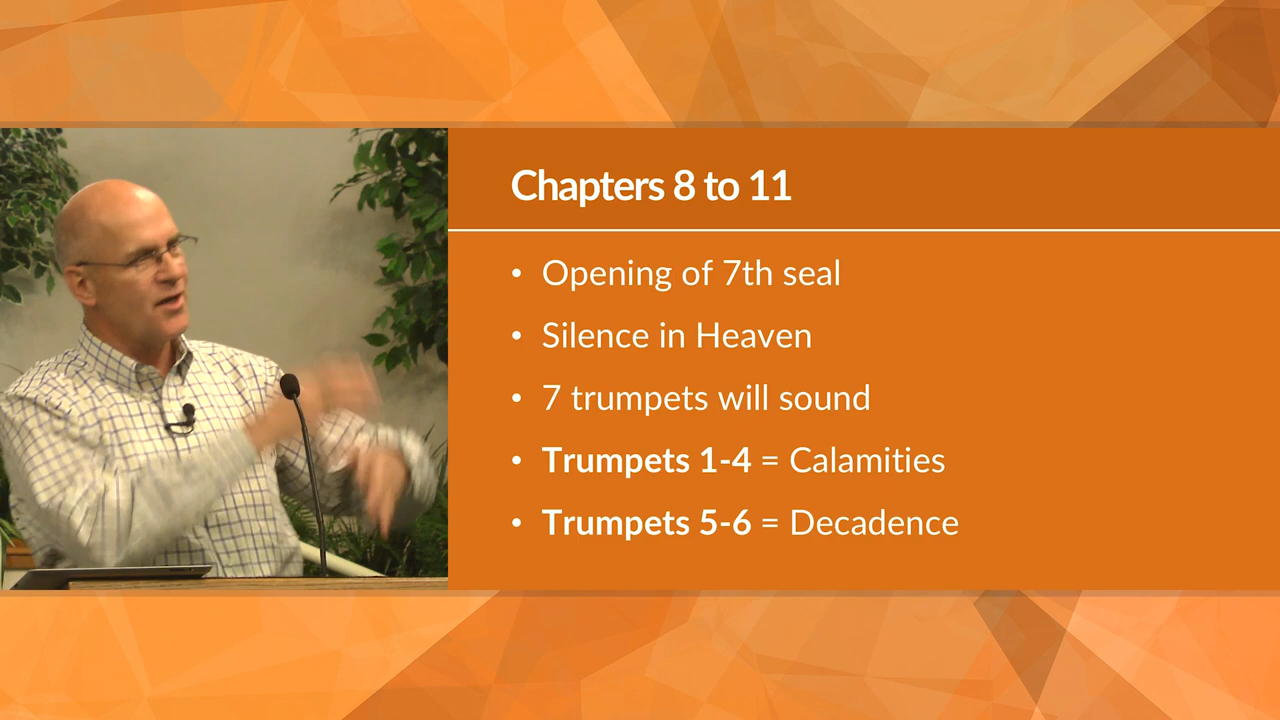 Chapters 8 to 11
• Opening of 7th seal
• Silence in Heaven
• 7 trumpets will sound
• Trumpets 1-4 = Calamities
• Trumpets 5-6 = Decadence